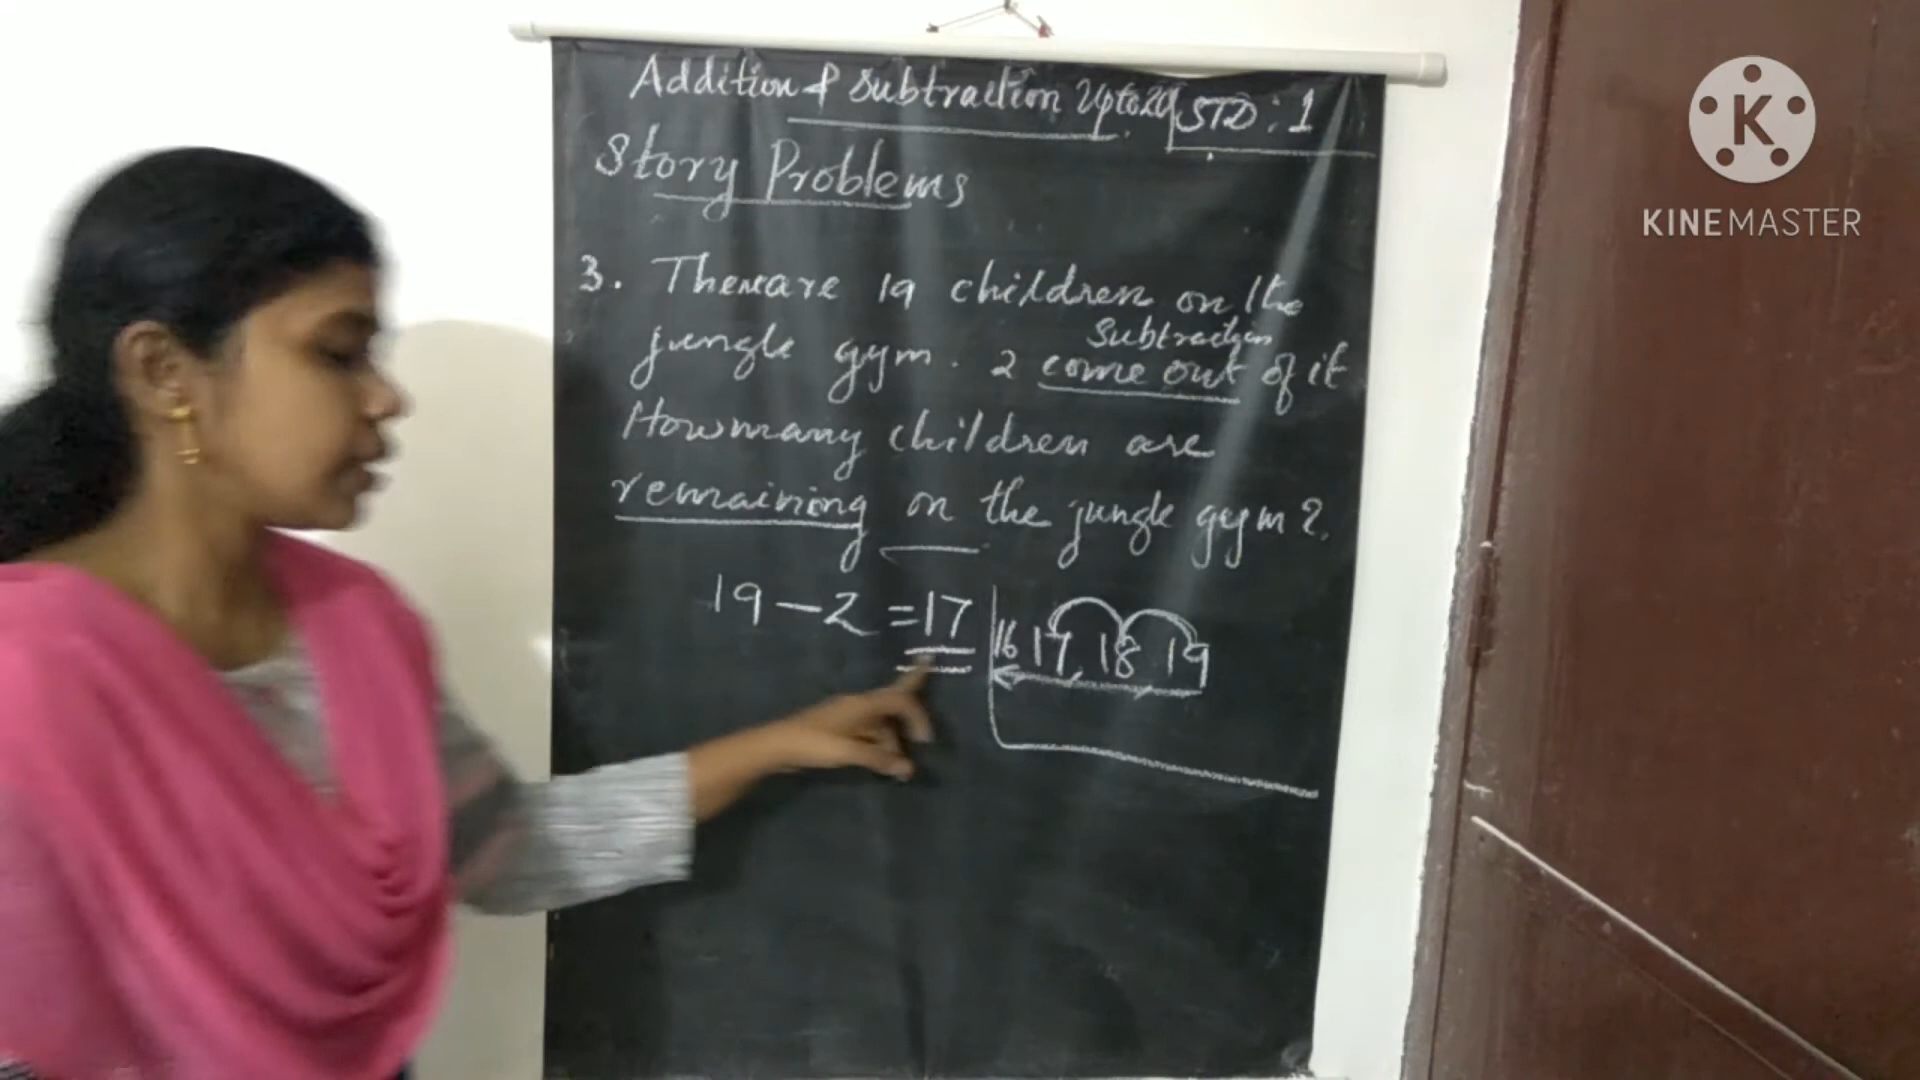 Addition & Subtraction Upto 20 STD : 1
Story Problems
3. There are 19 children on the
jungle gym. 2 come out of it
Subtraction
How many children are
remaining on the jungle gym?
19 - 2 = 17
16 17 18 19
K
KINEMASTER